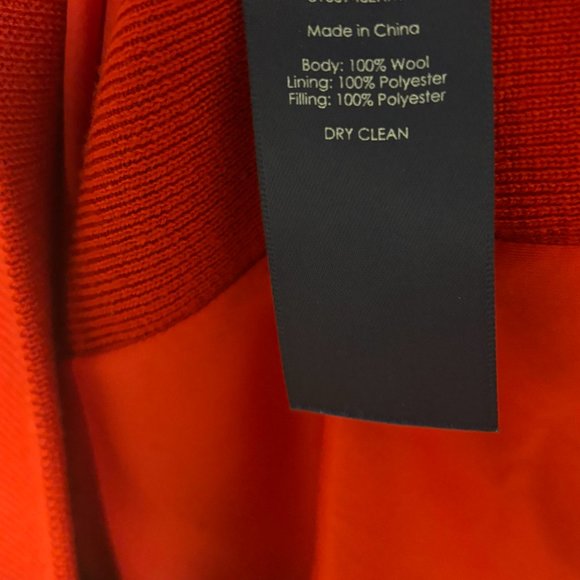 Made in China
Body: 100% Wool
Lining: 100% Polyester
Filling: 100% Polyester
DRY CLEAN